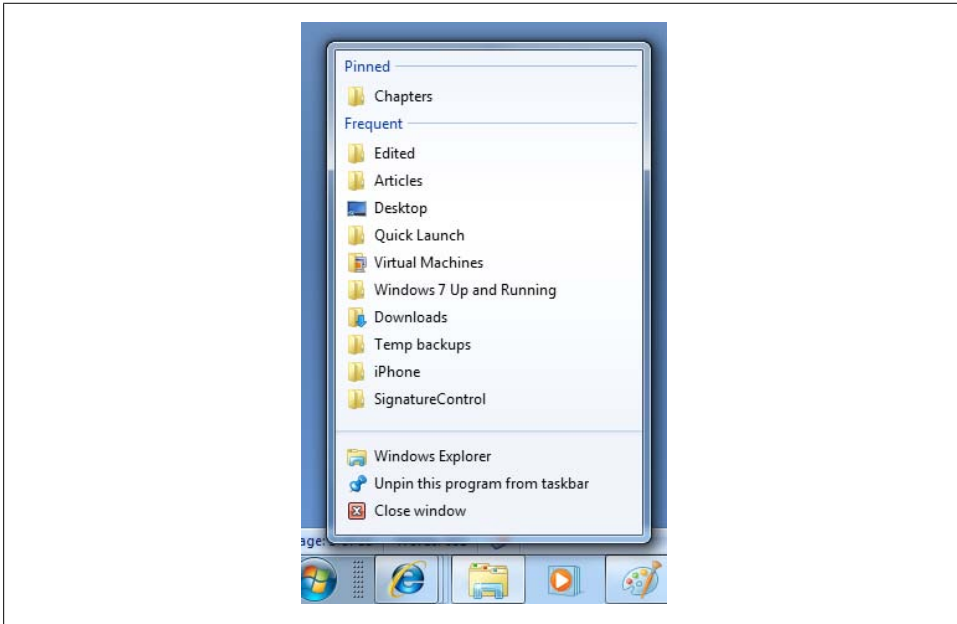 Pinned
Chapters
Frequent
Edited
Articles
Desktop
Quick Launch
Virtual Machines
Windows 7 Up and Running
Downloads
Temp backups
iPhone
SignatureControl
Windows Explorer
Unpin this program from taskbar
Close window